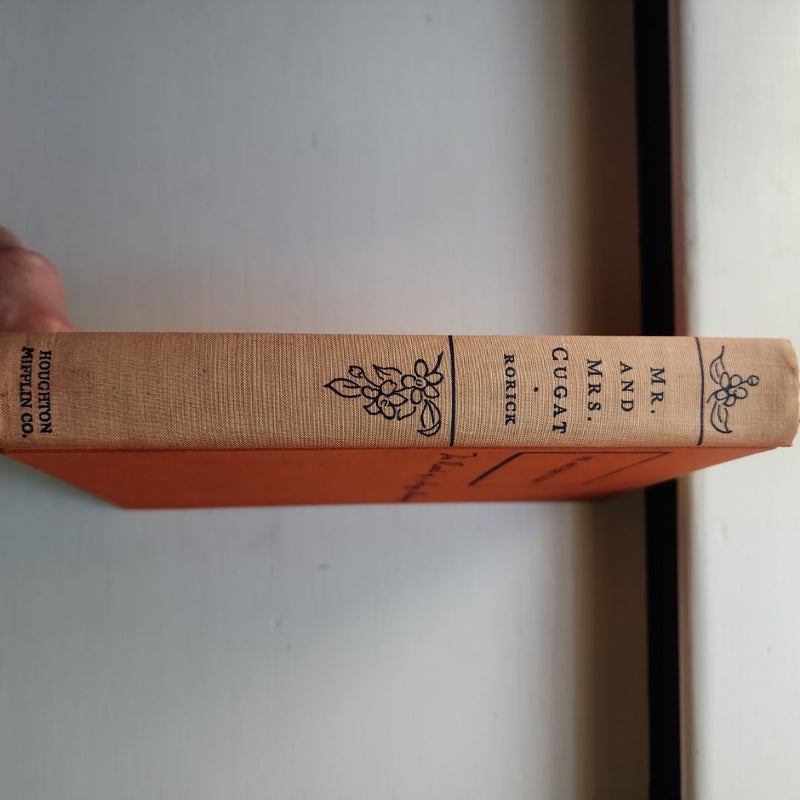 MR.
AND
MRS.
CUGAT
·
RORICK
HOUGHTON
MIFFLIN CO.